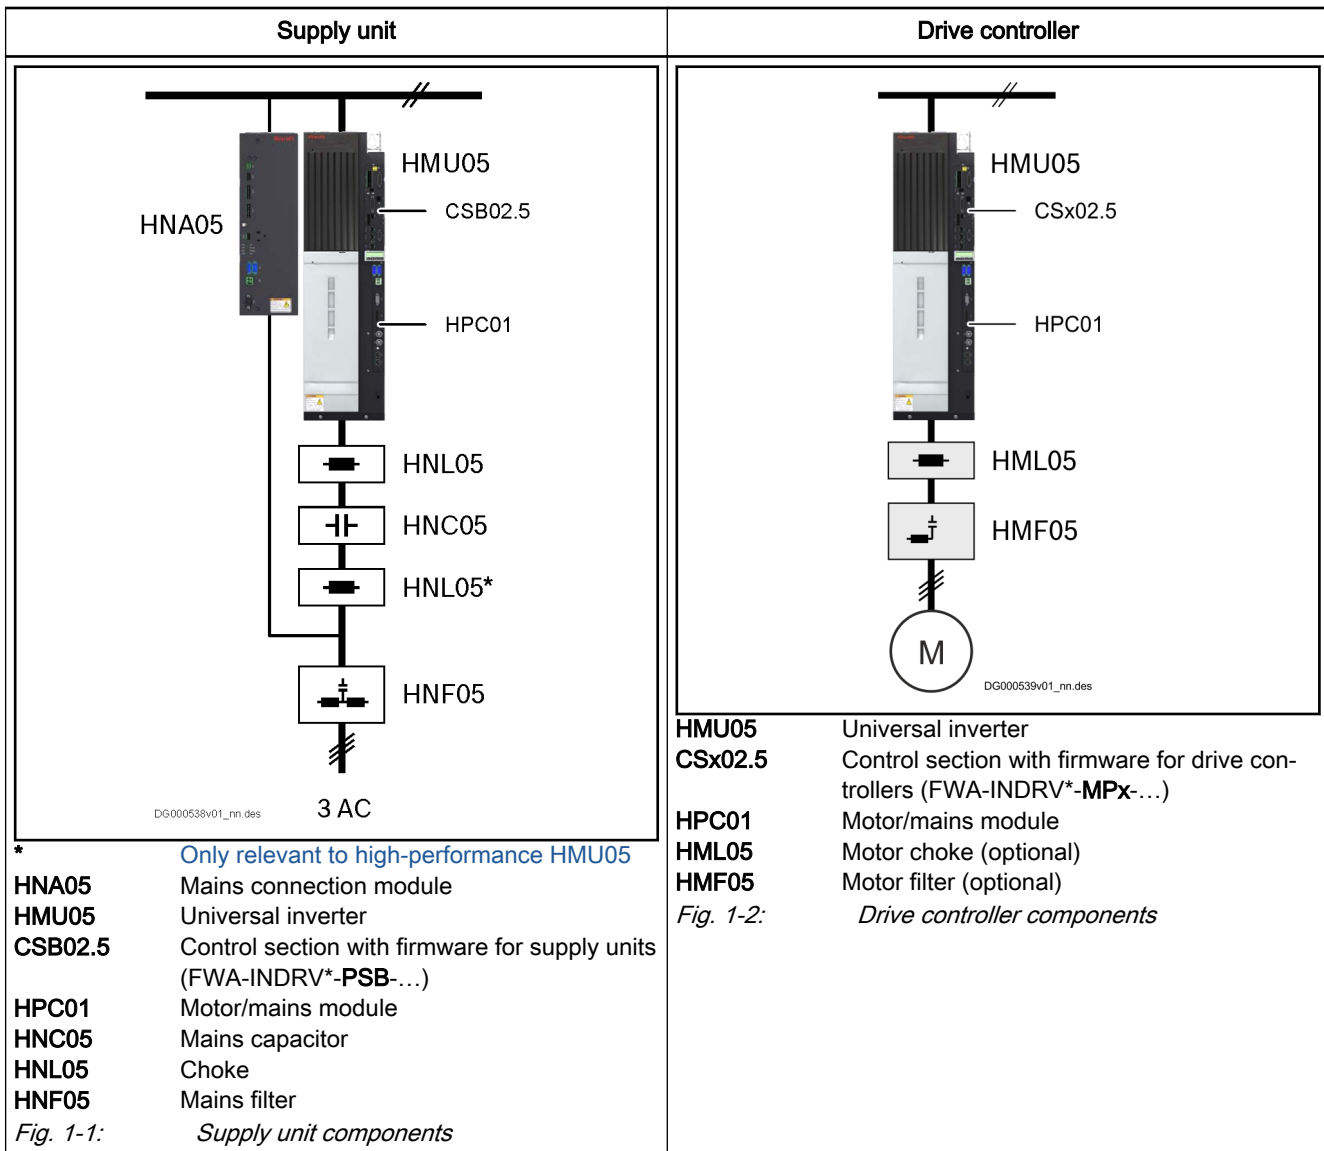 Supply unit
HNA05
HMU05
CSB02.5
HPC01
HNL05
HNC05
HNL05*
HNF05
DG000538v01_nn.des
3 AC
* Only relevant to high-performance HMU05
HNA05 Mains connection module
HMU05 Universal inverter
CSB02.5 Control section with firmware for supply units
(FWA-INDRV*-PSB-…)
HPC01 Motor/mains module
HNC05 Mains capacitor
HNL05 Choke
HNF05 Mains filter
Fig. 1-1: Supply unit components
Drive controller
HMU05
CSx02.5
HPC01
HML05
HMF05
M
DG000539v01_nn.des
HMU05 Universal inverter
CSx02.5 Control section with firmware for drive con-
trollers (FWA-INDRV*-MPx-…)
HPC01 Motor/mains module
HML05 Motor choke (optional)
HMF05 Motor filter (optional)
Fig. 1-2: Drive controller components